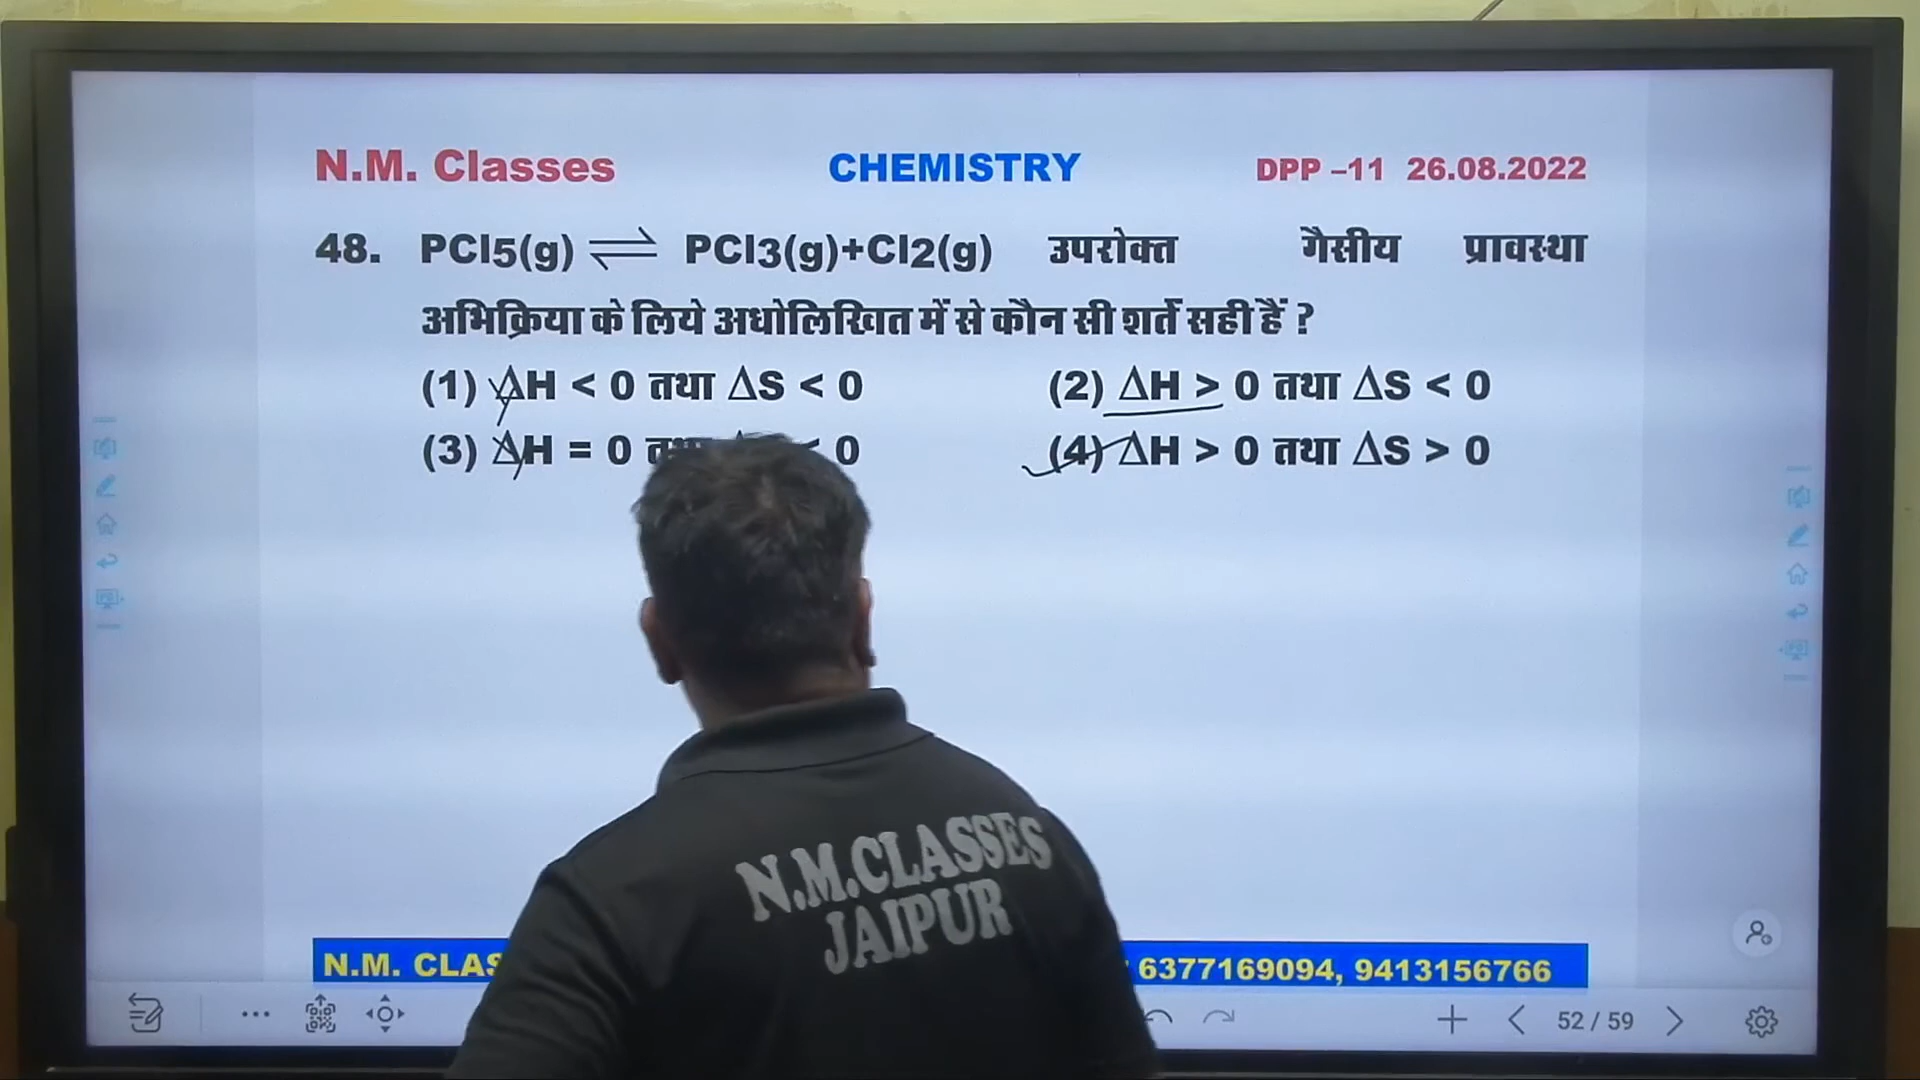 N.M. Classes CHEMISTRY DPP –11 26.08.2022
48. PCl5(g) ⇌ PCl3(g)+Cl2(g) उपरोक्त गैसीय प्रावस्था
अभिक्रिया के लिये अधोलिखित में से कौन सी शर्ते सही हैं ?
(1) ΔH < 0 तथा ΔS < 0 (2) ΔH > 0 तथा ΔS < 0
(3) ΔH = 0 < 0 (4) ΔH > 0 तथा ΔS > 0
N.M.CLASSES
JAIPUR
N.M. 6377169094, 9413156766
52 / 59